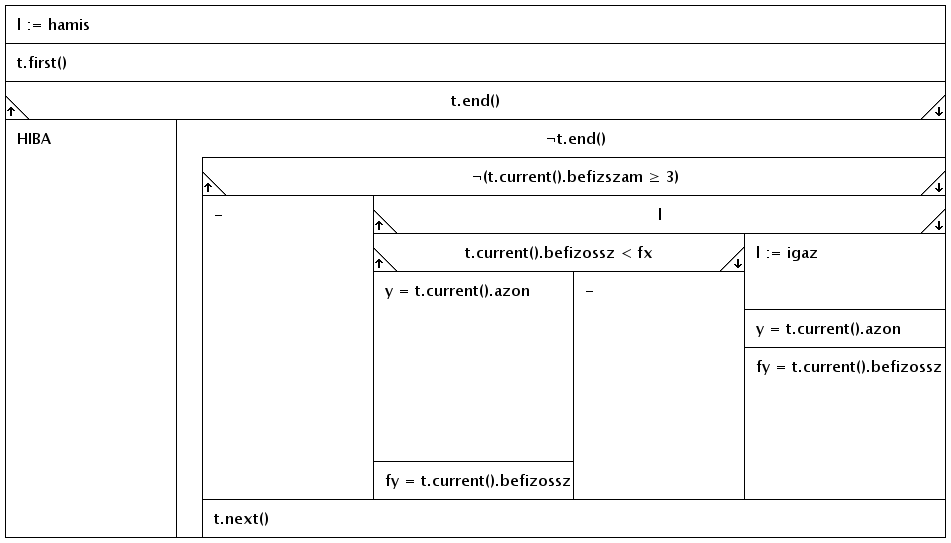 l := hamis
t.first()
t.end()
HIBA
¬t.end()
¬(t.current().befizszam ≥ 3)
–
l
t.current().befizossz < fx
l := igaz
y = t.current().azon
–
y = t.current().azon
fy = t.current().befizossz
fy = t.current().befizossz
t.next()